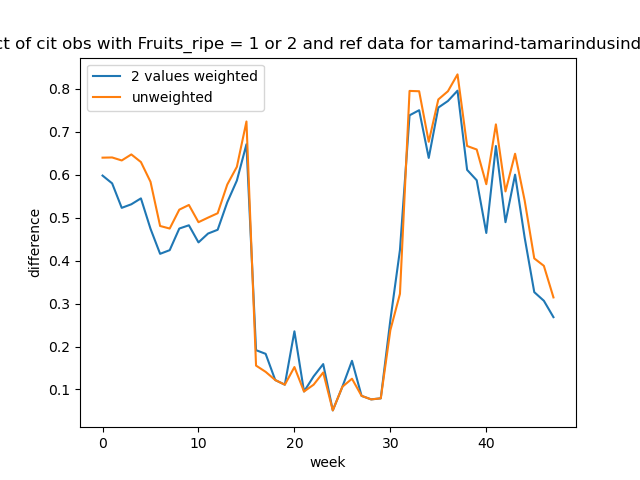 ct of cit obs with Fruits_ripe = 1 or 2 and ref data for tamarind-tamarindusind
2 values weighted
unweighted
0.8
0.7
0.6
0.5
0.4
0.3
0.2
0.1
difference
0 10 20 30 40
week